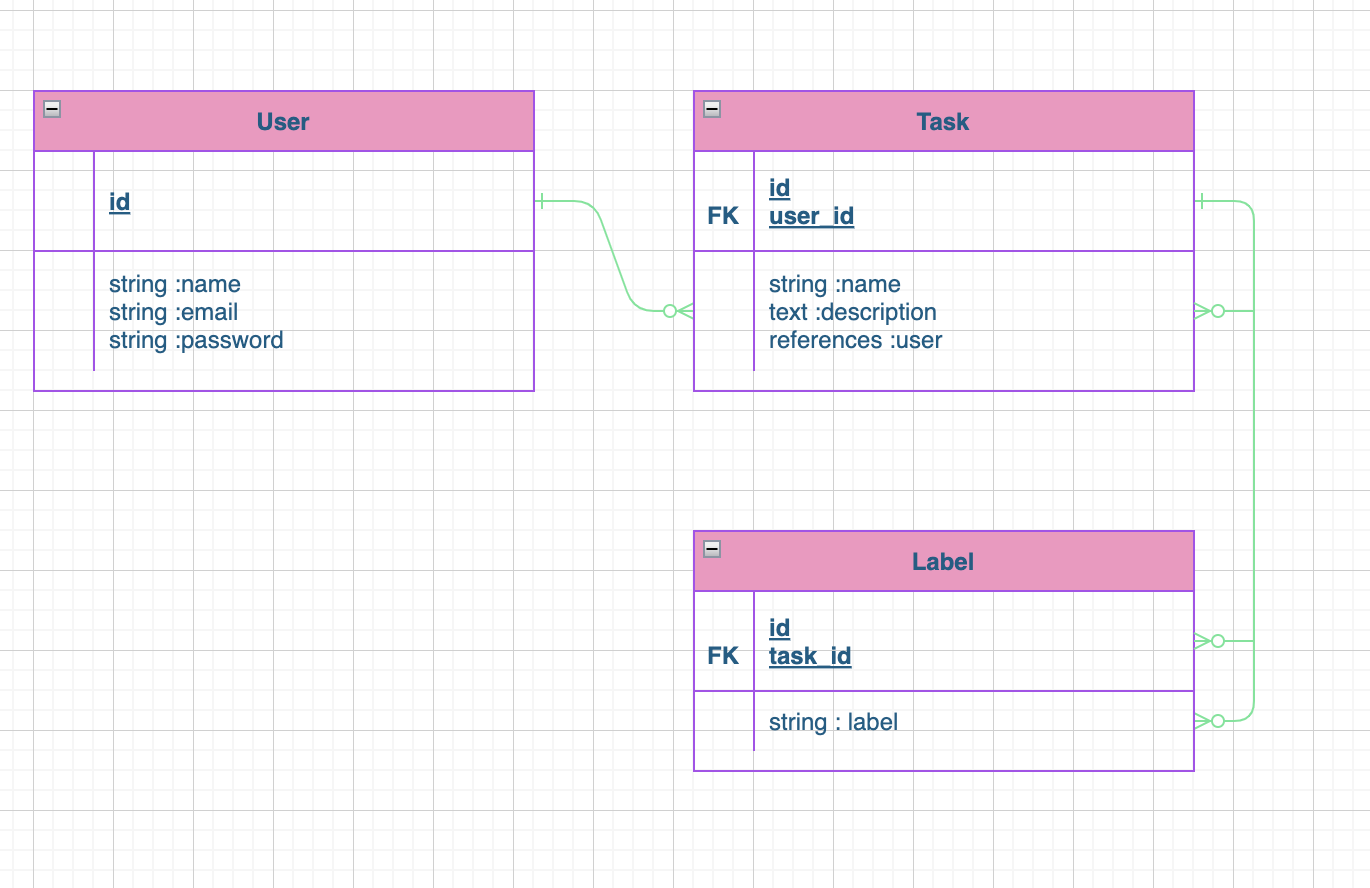 User
id
string :name
string :email
string :password
Task
id
FK user_id
string :name
text :description
references :user
Label
id
FK task_id
string : label